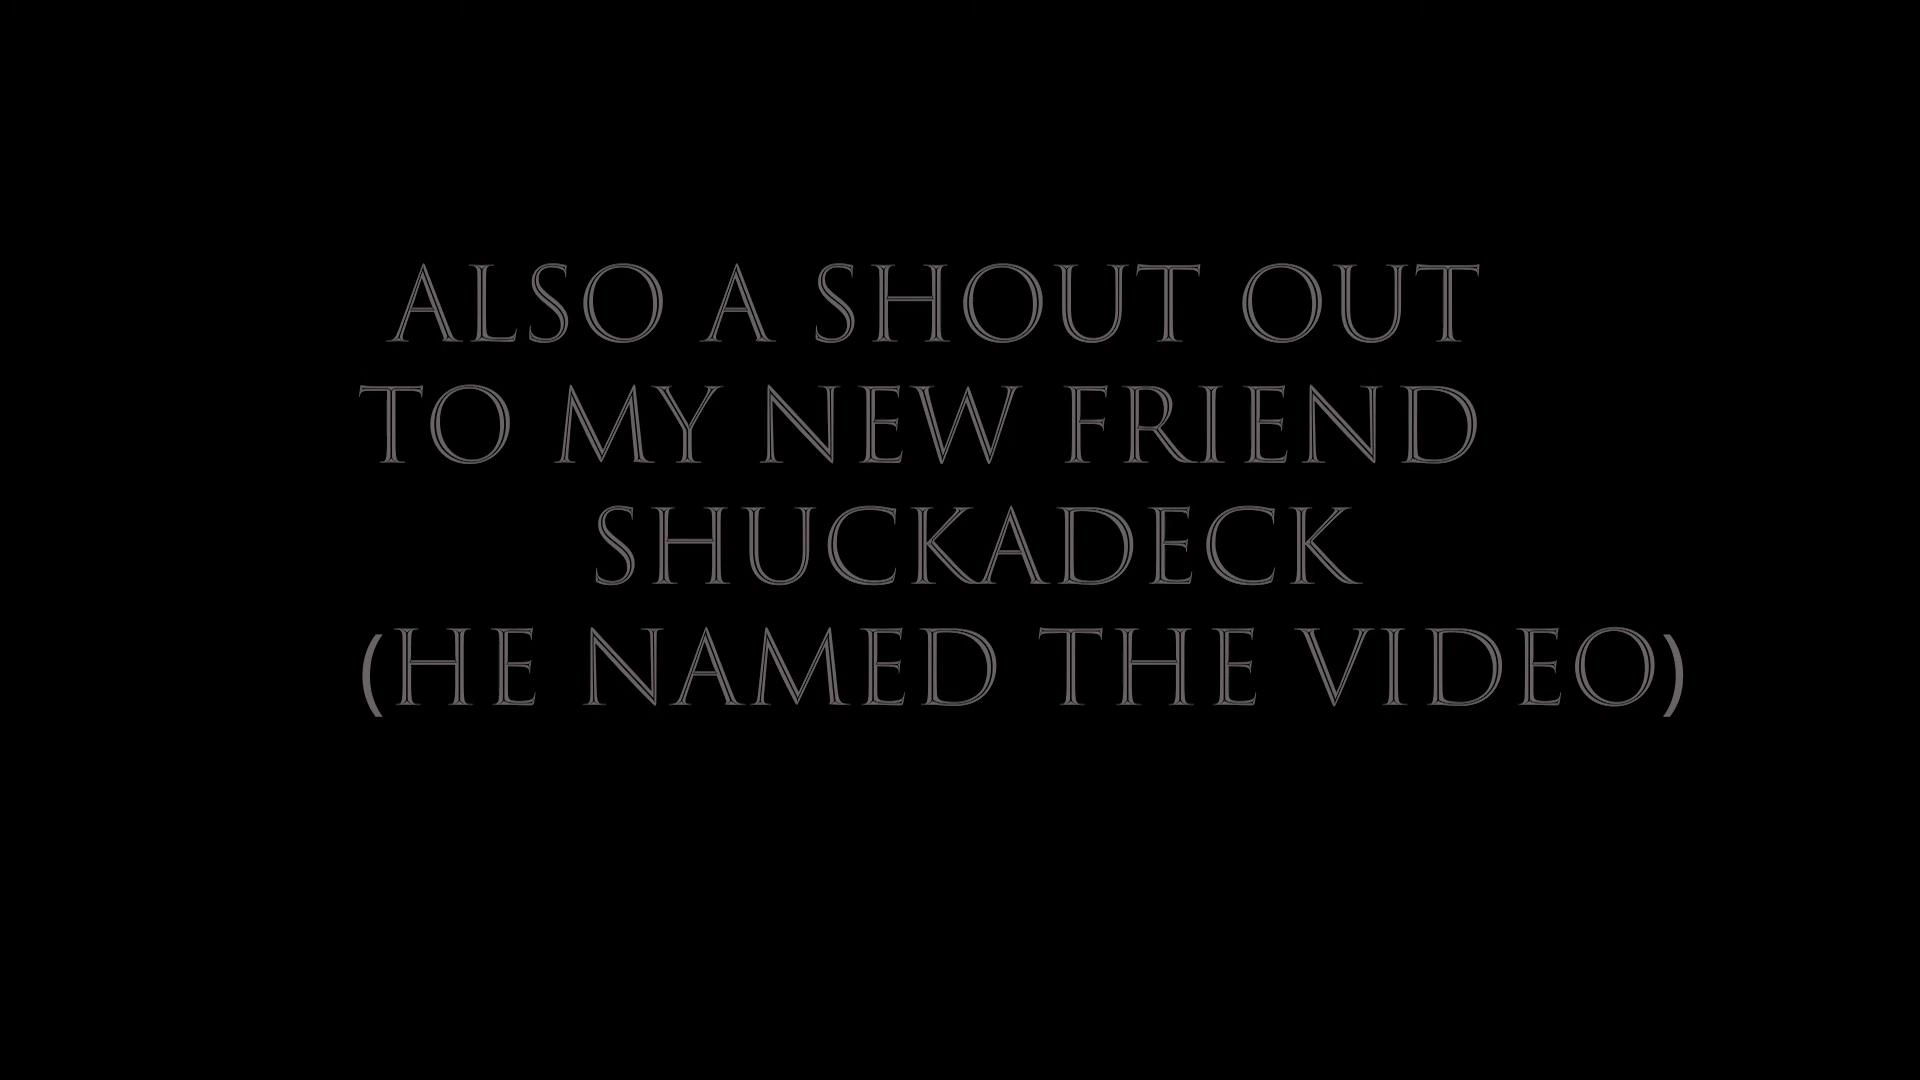 ALSO A SHOUT OUT
TO MY NEW FRIEND
SHUCKADECK
(HE NAMED THE VIDEO)